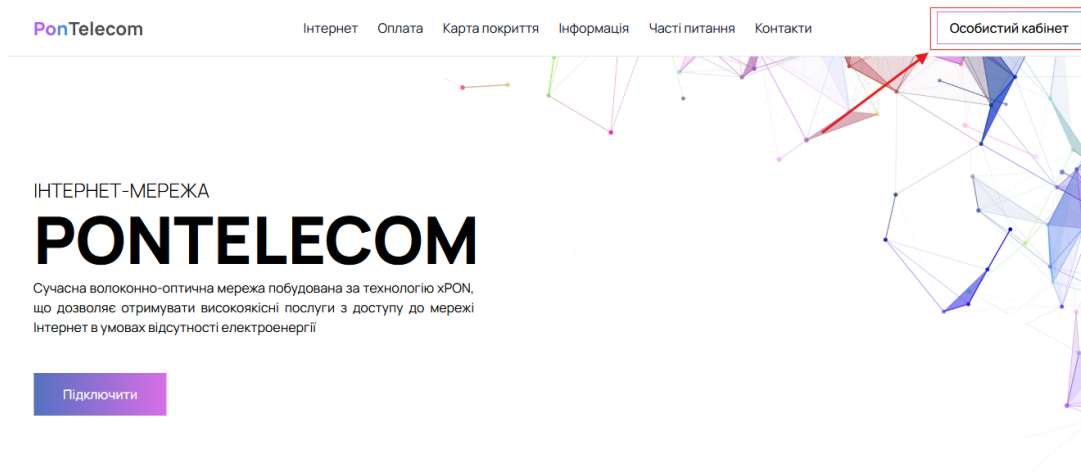 PonTelecom
Інтернет Оплата Карта покриття Інформація Часті питання Контакти
Особистий кабінет
ІНТЕРНЕТ-МЕРЕЖА
PONTELECOM
Сучасна волоконно-оптична мережа побудована за технологію xPON,
що дозволяє отримувати високоякісні послуги з доступу до мережі
Інтернет в умовах відсутності електроенергії
Підключити